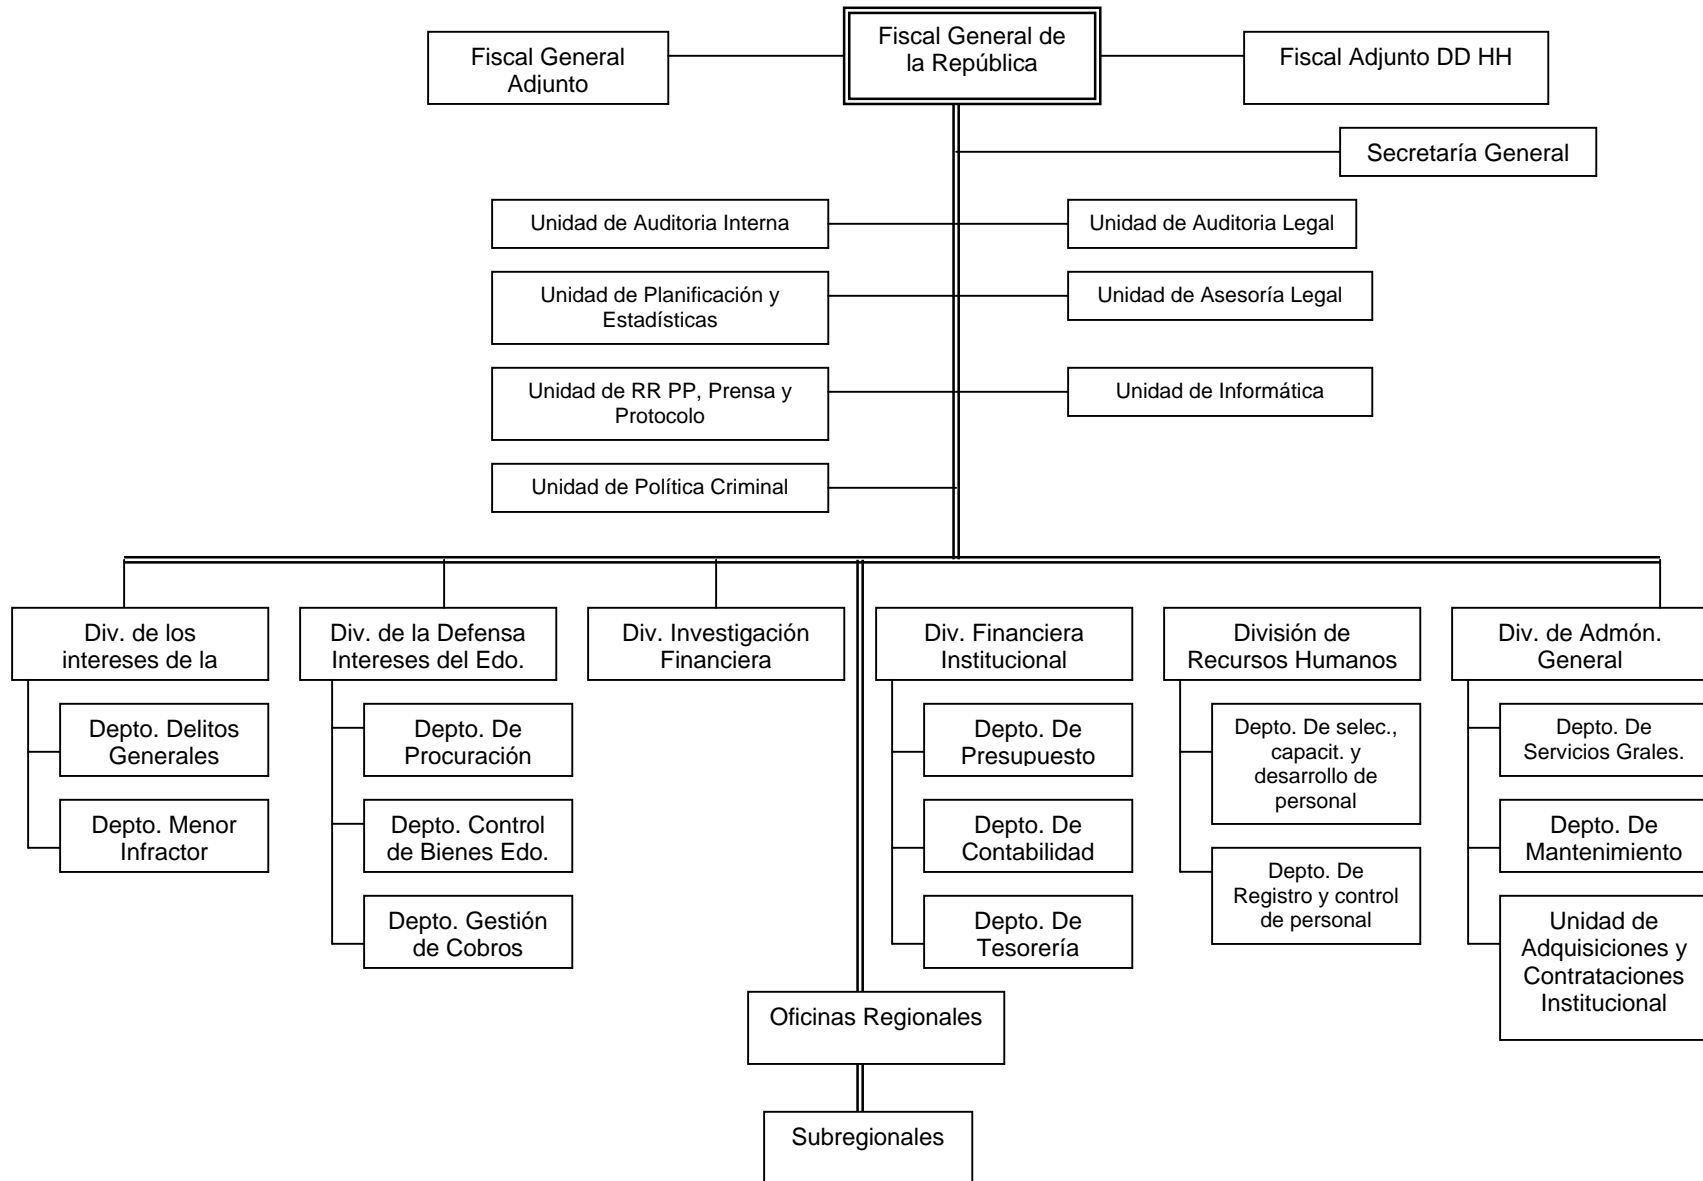 Fiscal General
Adjunto
Fiscal General de
la República
Fiscal Adjunto DD HH
Secretaría General
Unidad de Auditoria Interna
Unidad de Auditoria Legal
Unidad de Planificación y
Estadísticas
Unidad de Asesoría Legal
Unidad de RR PP, Prensa y
Protocolo
Unidad de Informática
Unidad de Política Criminal
Div. de los
intereses de la
Div. de la Defensa
Intereses del Edo.
Div. Investigación
Financiera
Div. Financiera
Institucional
División de
Recursos Humanos
Div. de Admón.
General
Depto. Delitos
Generales
Depto. Menor
Infractor
Depto. De
Procuración
Depto. Control
de Bienes Edo.
Depto. Gestión
de Cobros
Depto. De
Presupuesto
Depto. De
Contabilidad
Depto. De
Tesorería
Depto. De selec.,
capacit. y
desarrollo de
personal
Depto. De
Registro y control
de personal
Depto. De
Servicios Grales.
Depto. De
Mantenimiento
Unidad de
Adquisiciones y
Contrataciones
Institucional
Oficinas Regionales
Subregionales